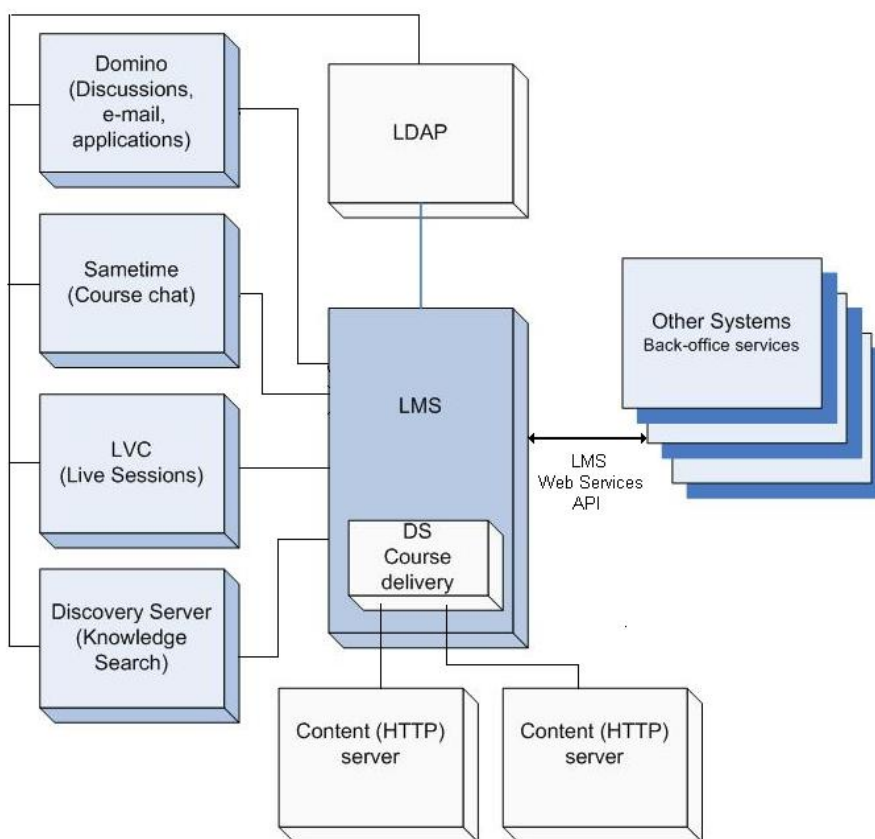 Domino
(Discussions,
e-mail,
applications)
LDAP
Sametime
(Course chat)
Other Systems
Back-office services
LMS
LVC
(Live Sessions)
LMS
Web Services
API
DS
Course
delivery
Discovery Server
(Knowledge
Search)
Content (HTTP)
server
Content (HTTP)
server